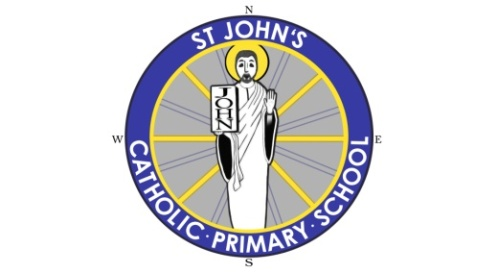 N
ST JOHN'S
JOHN
W
E
CATHOLIC · PRIMARY · SCHOOL
S